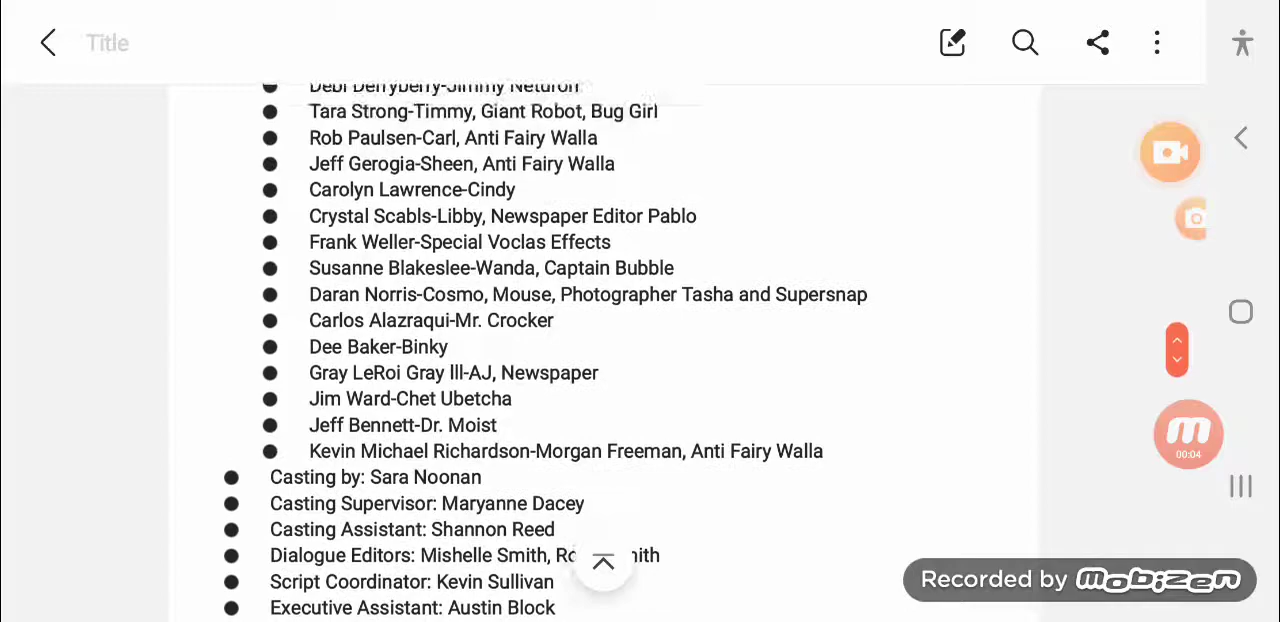 Title
Debi Derryberry-Jimmy Neturon
Tara Strong-Timmy, Giant Robot, Bug Girl
Rob Paulsen-Carl, Anti Fairy Walla
Jeff Gerogia-Sheen, Anti Fairy Walla
Carolyn Lawrence-Cindy
Crystal Scabls-Libby, Newspaper Editor Pablo
Frank Weller-Special Voclas Effects
Susanne Blakeslee-Wanda, Captain Bubble
Daran Norris-Cosmo, Mouse, Photographer Tasha and Supersnap
Carlos Alazraqui-Mr. Crocker
Dee Baker-Binky
Gray LeRoi Gray lll-AJ, Newspaper
Jim Ward-Chet Ubetcha
Jeff Bennett-Dr. Moist
Kevin Michael Richardson-Morgan Freeman, Anti Fairy Walla
Casting by: Sara Noonan
Casting Supervisor: Maryanne Dacey
Casting Assistant: Shannon Reed
Dialogue Editors: Mishelle Smith,
Script Coordinator: Kevin Sullivan
Executive Assistant: Austin Block
00:04
Recorded by mobizen